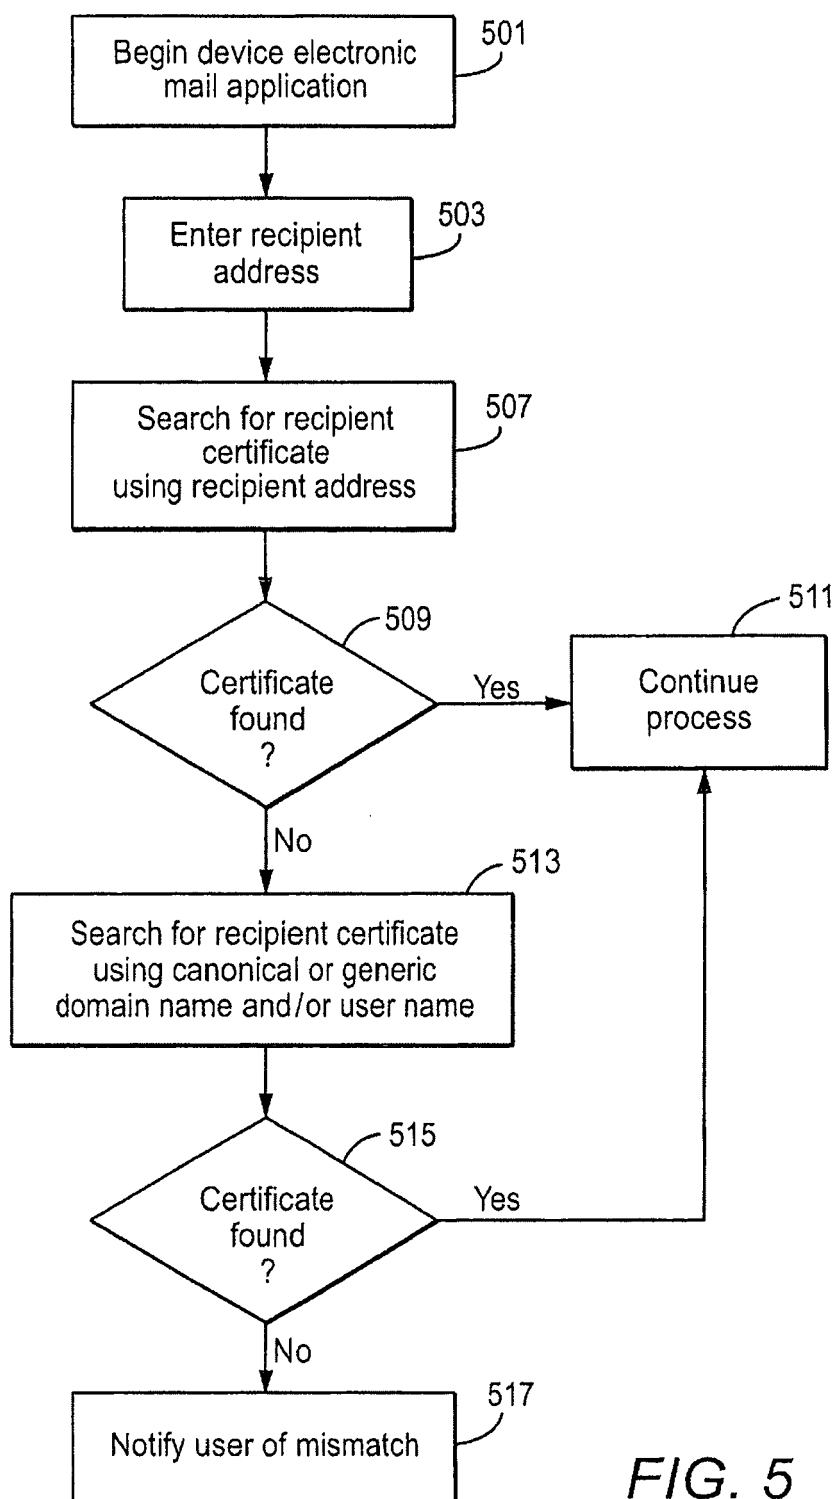 501
Begin device electronic
mail application
503
Enter recipient
address
507
Search for recipient
certificate
using recipient address
509
Certificate
found
?
Yes
511
Continue
process
No
513
Search for recipient certificate
using canonical or generic
domain name and/or user name
515
Certificate
found
?
Yes
No
517
Notify user of mismatch
FIG. 5